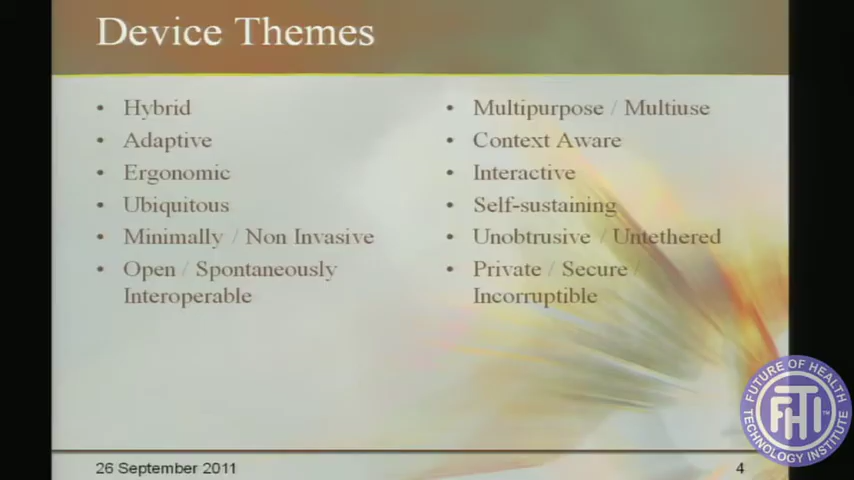 Device Themes
• Hybrid
• Adaptive
• Ergonomic
• Ubiquitous
• Minimally / Non Invasive
• Open / Spontaneously
Interoperable
• Multipurpose / Multiuse
• Context Aware
• Interactive
• Self-sustaining
• Unobtrusive / Untethered
• Private / Secure /
Incorruptible
26 September 2011
4
FUTURE OF HEALTH
TECHNOLOGY INSTITUTE
FHTI
TM